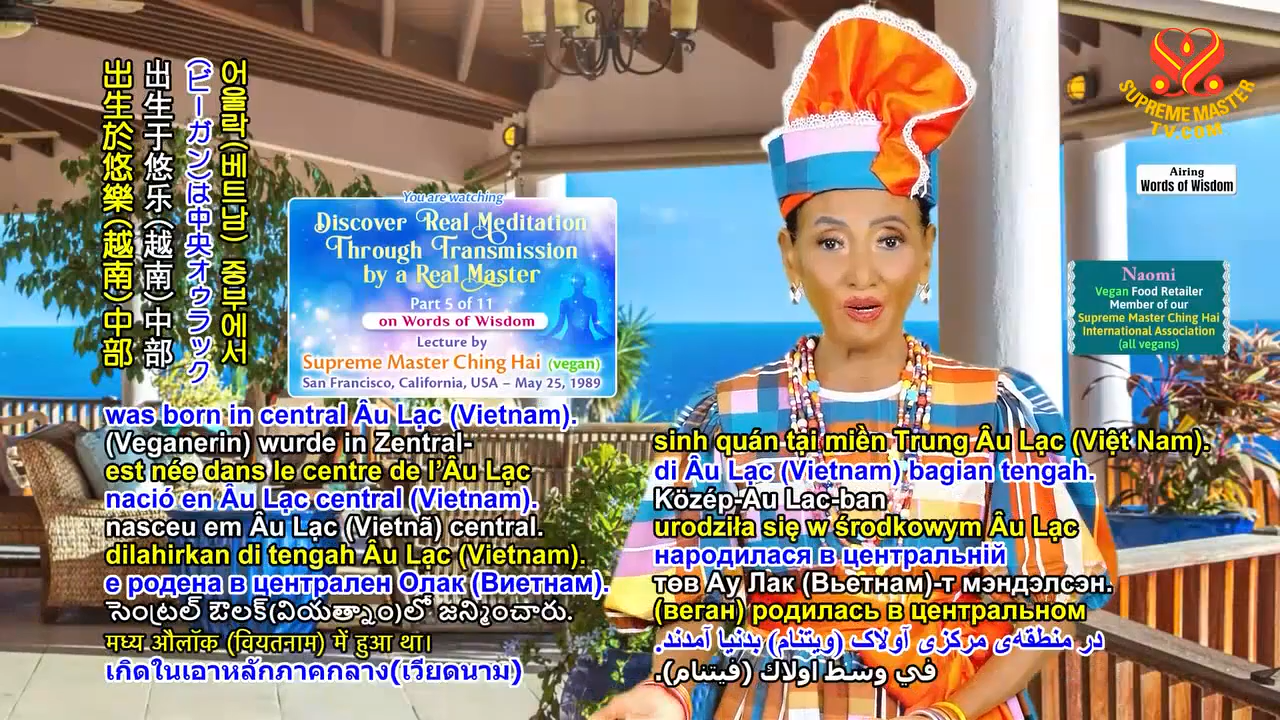 SUPREME MASTER
TV.COM
Airing
Words of Wisdom
Naomi
Vegan Food Retailer
Member of our
Supreme Master Ching Hai
International Association
(all vegans)
You are watching
Discover Real Meditation
Through Transmission
by a Real Master
Part 5 of 11
on Words of Wisdom
Lecture by
Supreme Master Ching Hai (vegan)
San Francisco, California, USA – May 25, 1989
어울락(베트남) 중부에서
(ビーガン)は中央オウラック
出生于悠乐(越南)中部
出生於悠樂(越南)中部
was born in central Âu Lạc (Vietnam).
(Veganerin) wurde in Zentral-
est née dans le centre de l’Âu Lạc
nació en Âu Lạc central (Vietnam).
nasceu em Âu Lạc (Vietnã) central.
dilahirkan di tengah Âu Lạc (Vietnam).
е родена в централен Олак (Виетнам).
సెంట్రల్ ఔలక్(వియత్నాం)లో జన్మించారు.
मध्य औलॉक (वियतनाम) में हुआ था।
เกิดในเอาหลักภาคกลาง(เวียดนาม)
sinh quán tại miền Trung Âu Lạc (Việt Nam).
di Âu Lạc (Vietnam) bagian tengah.
Közép-Au Lac-ban
urodziła się w środkowym Âu Lạc
народилася в центральній
төв Ау Лак (Вьетнам)-т мэндэлсэн.
(веган) родилась в центральном
در منطقه‌ی مرکزی آولاک (ویتنام) بدنیا آمدند.
في وسط اولاك (فيتنام).